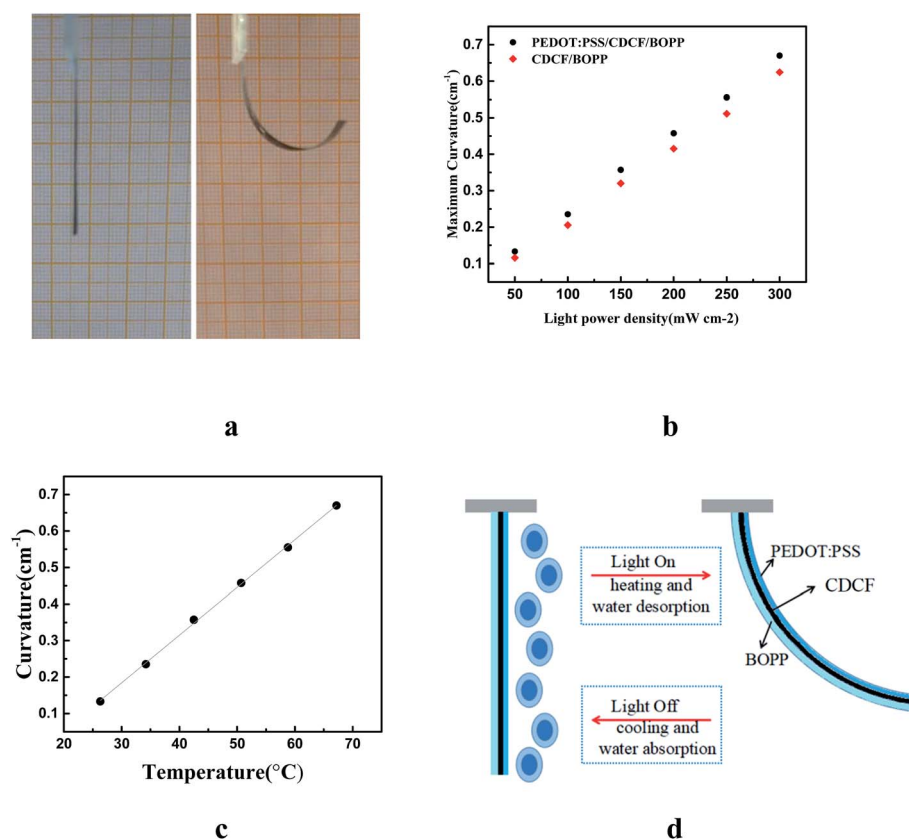 PEDOT:PSS/CDCF/BOPP
CDCF/BOPP
Maximum Curvature(cm-1)
0.7
0.6
0.5
0.4
0.3
0.2
0.1
50 100 150 200 250 300
Light power density(mW cm-2)
a
b
Curvature(cm-1)
0.7
0.6
0.5
0.4
0.3
0.2
0.1
20 30 40 50 60 70
Temperature(°C)
c
Light On
heating and
water desorption
Light Off
cooling and
water absorption
PEDOT:PSS
CDCF
BOPP
d